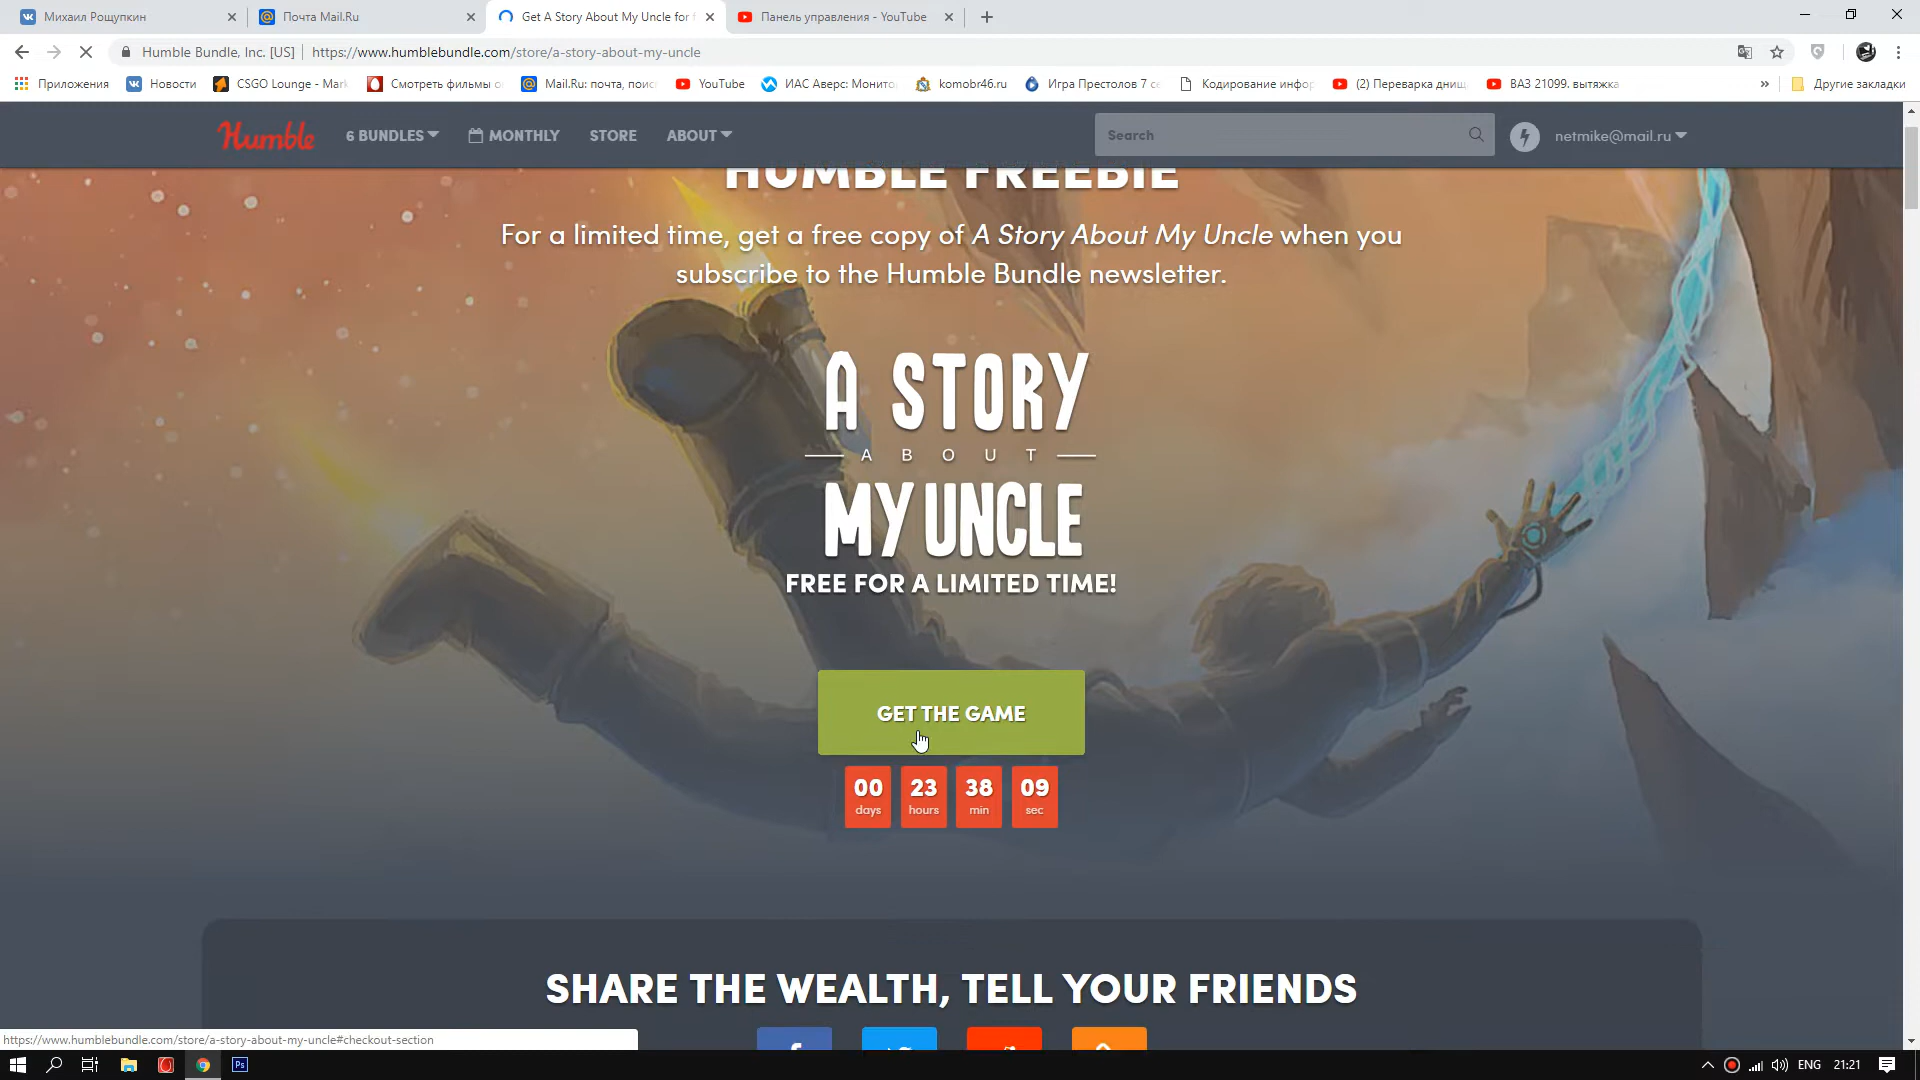 Михаил Рощупкин
Почта Mail.Ru
Get A Story About My Uncle for f
Панель управления - YouTube
Humble Bundle, Inc. [US]
https://www.humblebundle.com/store/a-story-about-my-uncle
Приложения
Новости
CSGO Lounge - Mark
Смотреть фильмы о
Mail.Ru: почта, поис
YouTube
ИАС Аверс: Монито
komobr46.ru
Игра Престолов 7 се
Кодирование инфор
(2) Переварка днищ
ВАЗ 21099. вытяжка
»
Другие закладки
Humble
6 BUNDLES
MONTHLY
STORE
ABOUT
Search
netmike@mail.ru
HUMBLE FREEBIE
For a limited time, get a free copy of A Story About My Uncle when you
subscribe to the Humble Bundle newsletter.
A STORY
ABOUT
MY UNCLE
FREE FOR A LIMITED TIME!
GET THE GAME
00 23 38 09
days hours min sec
SHARE THE WEALTH, TELL YOUR FRIENDS
https://www.humblebundle.com/store/a-story-about-my-uncle#checkout-section
Ps
ENG
21:21